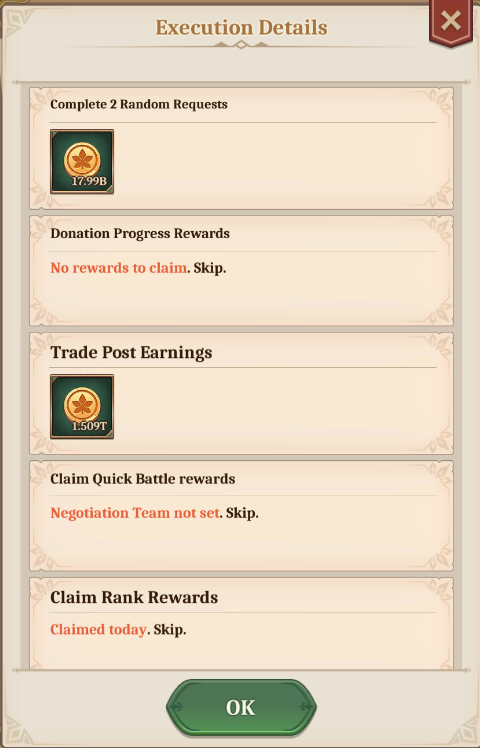 Execution Details
Complete 2 Random Requests
17.99B
Donation Progress Rewards
No rewards to claim. Skip.
Trade Post Earnings
1.509T
Claim Quick Battle rewards
Negotiation Team not set. Skip.
Claim Rank Rewards
Claimed today. Skip.
OK